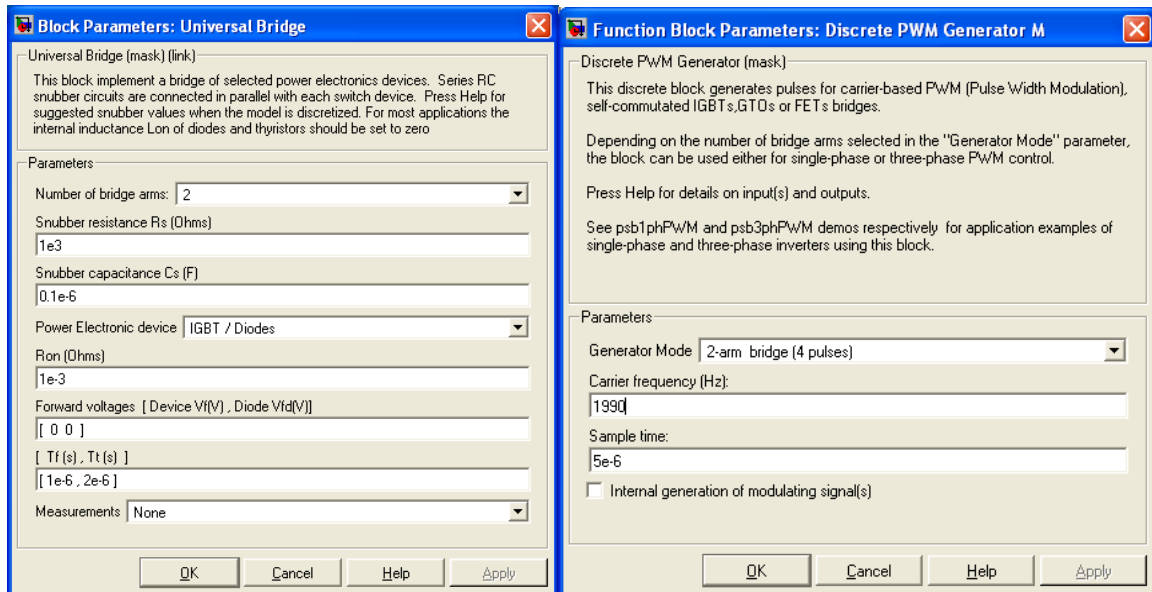 Block Parameters: Universal Bridge
Universal Bridge (mask) (link)
This block implement a bridge of selected power electronics devices. Series RC
snubber circuits are connected in parallel with each switch device. Press Help for
suggested snubber values when the model is discretized. For most applications the
internal inductance Lon of diodes and thyristors should be set to zero
Parameters
Number of bridge arms: 2
Snubber resistance Rs (Ohms)
1e3
Snubber capacitance Cs (F)
0.1e-6
Power Electronic device IGBT / Diodes
Ron (Ohms)
1e-3
Forward voltages [ Device Vf(V) , Diode Vfd(V)]
[ 0 0 ]
[ Tf (s) , Tt (s) ]
[ 1e-6 , 2e-6 ]
Measurements None
OK Cancel Help Apply
Function Block Parameters: Discrete PWM Generator M
Discrete PWM Generator (mask)
This discrete block generates pulses for carrier-based PWM (Pulse Width Modulation),
self-commutated IGBTs,GTOs or FETs bridges.
Depending on the number of bridge arms selected in the "Generator Mode" parameter,
the block can be used either for single-phase or three-phase PWM control.
Press Help for details on input(s) and outputs.
See psb1phPWM and psb3phPWM demos respectively for application examples of
single-phase and three-phase inverters using this block.
Parameters
Generator Mode 2-arm bridge (4 pulses)
Carrier frequency (Hz):
1990
Sample time:
5e-6
Internal generation of modulating signal(s)
OK Cancel Help Apply